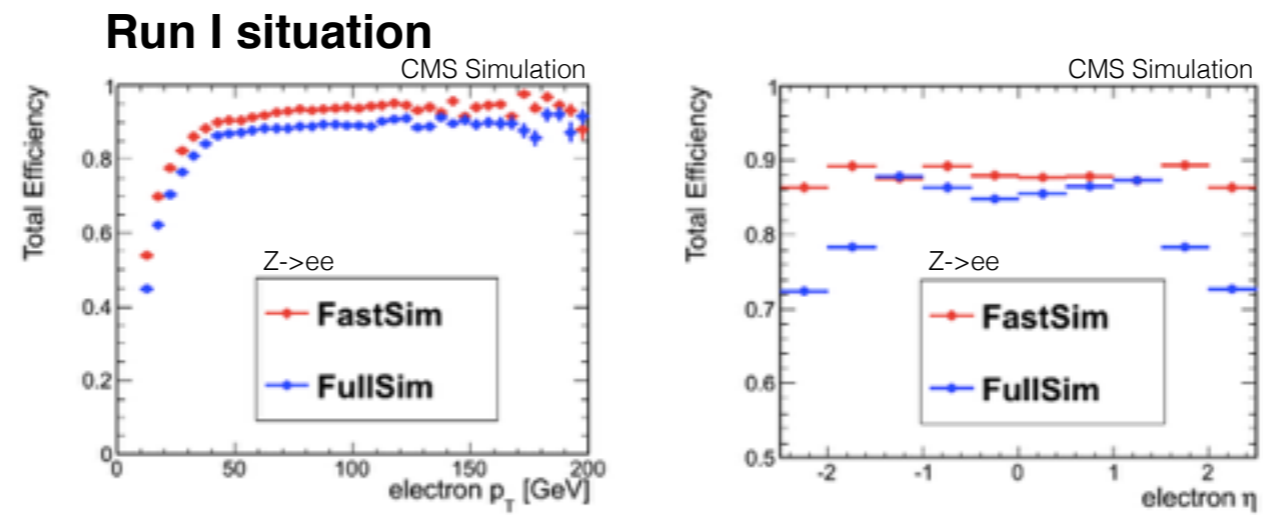 Run I situation
CMS Simulation
Total Efficiency
1
0.8
0.6
0.4
0.2
0
0
50
100
150
200
electron pT [GeV]
Z->ee
FastSim
FullSim
CMS Simulation
Total Efficiency
1
0.9
0.8
0.7
0.6
0.5
-2
-1
0
1
2
electron η
Z->ee
FastSim
FullSim